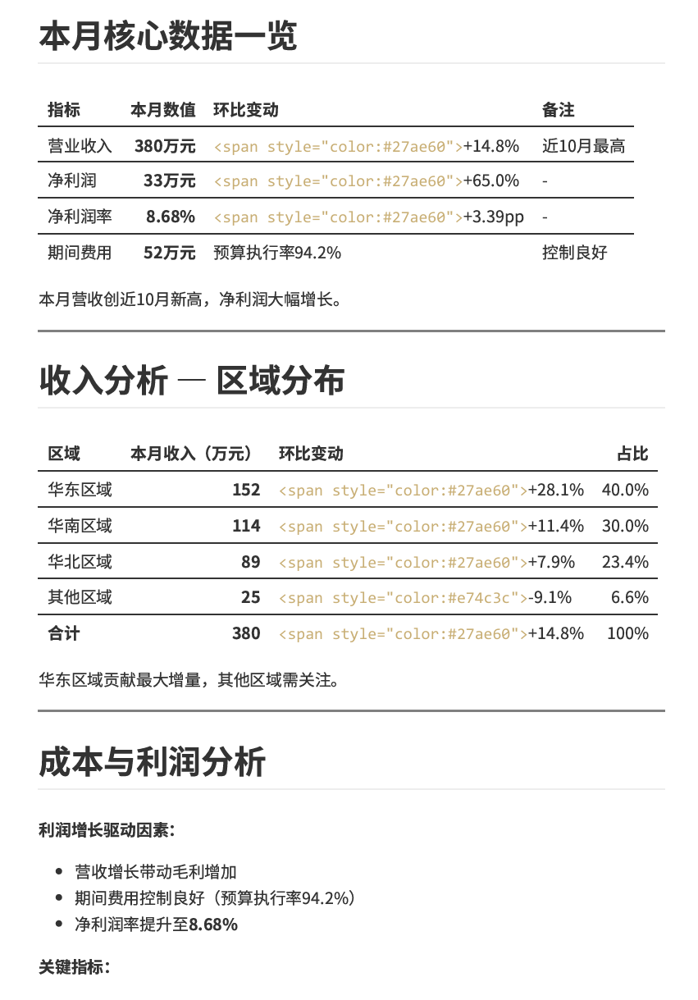 本月核心数据一览
指标 本月数值 环比变动 备注
营业收入 380万元 <span style="color:#27ae60">+14.8% 近10月最高
净利润 33万元 <span style="color:#27ae60">+65.0% -
净利润率 8.68% <span style="color:#27ae60">+3.39pp -
期间费用 52万元 预算执行率94.2% 控制良好
本月营收创近10月新高，净利润大幅增长。
收入分析 — 区域分布
区域 本月收入（万元） 环比变动 占比
华东区域 152 <span style="color:#27ae60">+28.1% 40.0%
华南区域 114 <span style="color:#27ae60">+11.4% 30.0%
华北区域 89 <span style="color:#27ae60">+7.9% 23.4%
其他区域 25 <span style="color:#e74c3c">-9.1% 6.6%
合计 380 <span style="color:#27ae60">+14.8% 100%
华东区域贡献最大增量，其他区域需关注。
成本与利润分析
利润增长驱动因素：
• 营收增长带动毛利增加
• 期间费用控制良好（预算执行率94.2%）
• 净利润率提升至8.68%
关键指标：